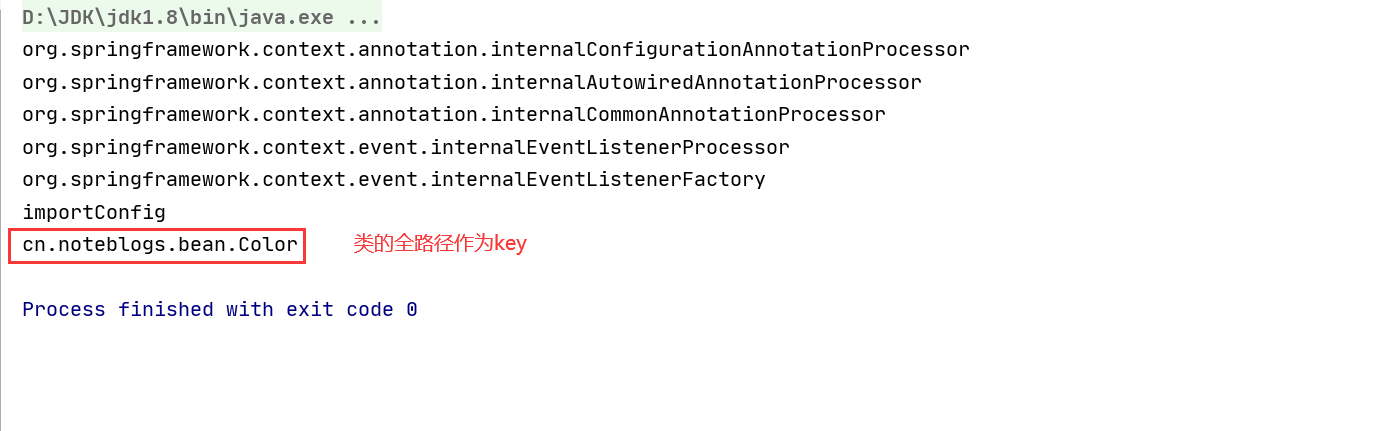 D:\JDK\jdk1.8\bin\java.exe ...
org.springframework.context.annotation.internalConfigurationAnnotationProcessor
org.springframework.context.annotation.internalAutowiredAnnotationProcessor
org.springframework.context.annotation.internalCommonAnnotationProcessor
org.springframework.context.event.internalEventListenerProcessor
org.springframework.context.event.internalEventListenerFactory
importConfig
cn.noteblogs.bean.Color 类的全路径作为key
Process finished with exit code 0